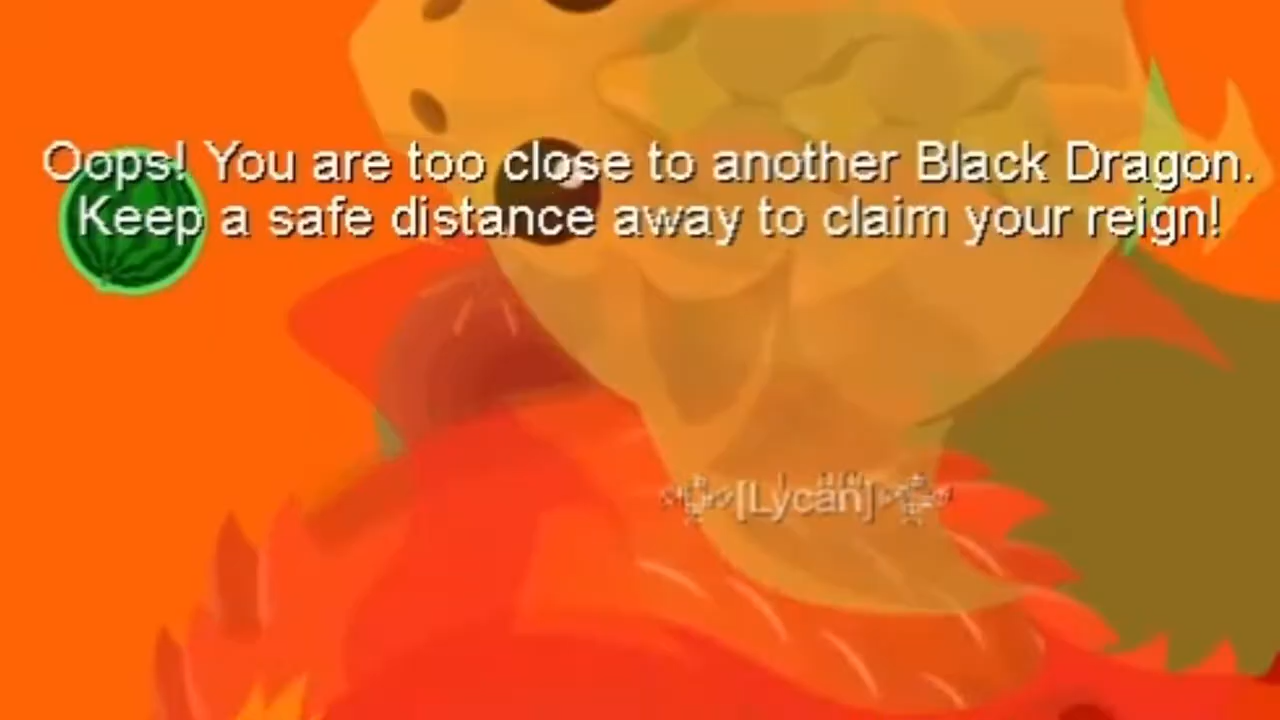 Oops! You are too close to another Black Dragon.
Keep a safe distance away to claim your reign!
[Lycan]